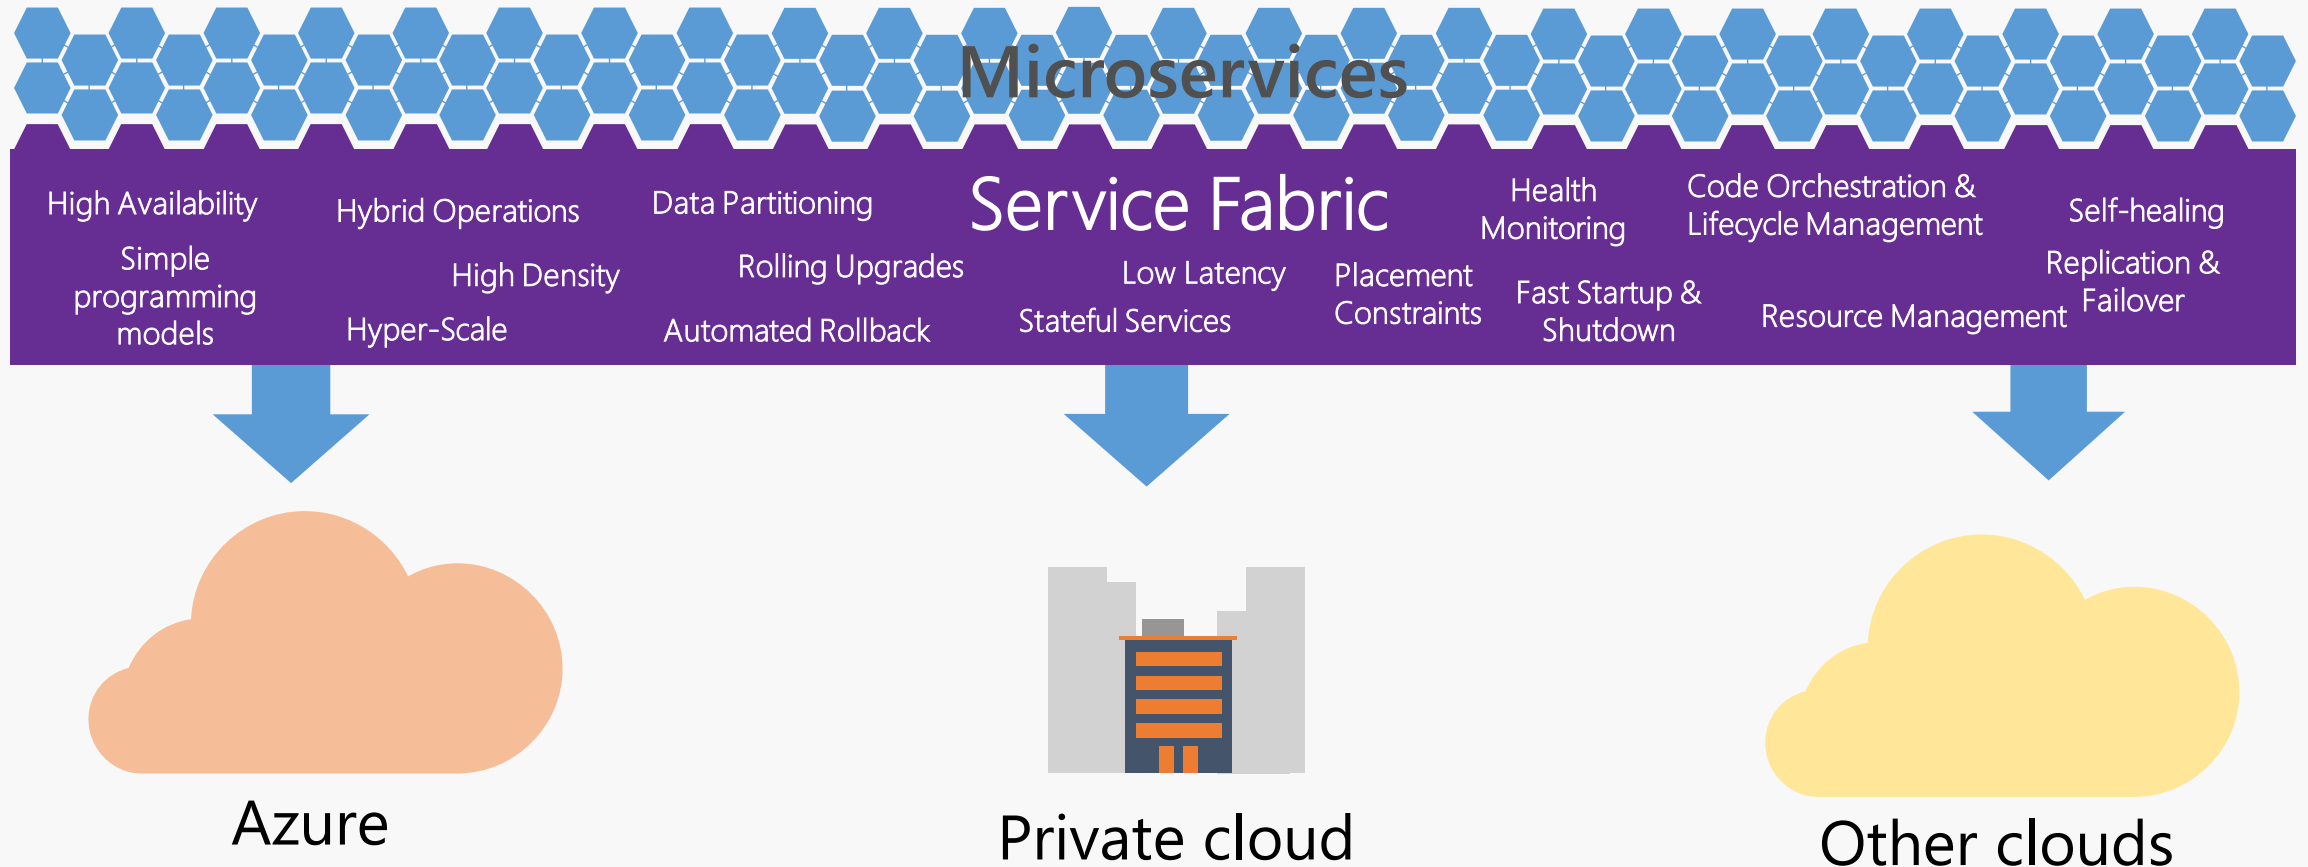 Microservices
Service Fabric
High Availability
Hybrid Operations
Data Partitioning
Health
Monitoring
Code Orchestration &
Lifecycle Management
Self-healing
Simple
programming
models
High Density
Rolling Upgrades
Low Latency
Placement
Constraints
Fast Startup &
Shutdown
Replication &
Failover
Hyper-Scale
Automated Rollback
Stateful Services
Resource Management
Azure
Private cloud
Other clouds